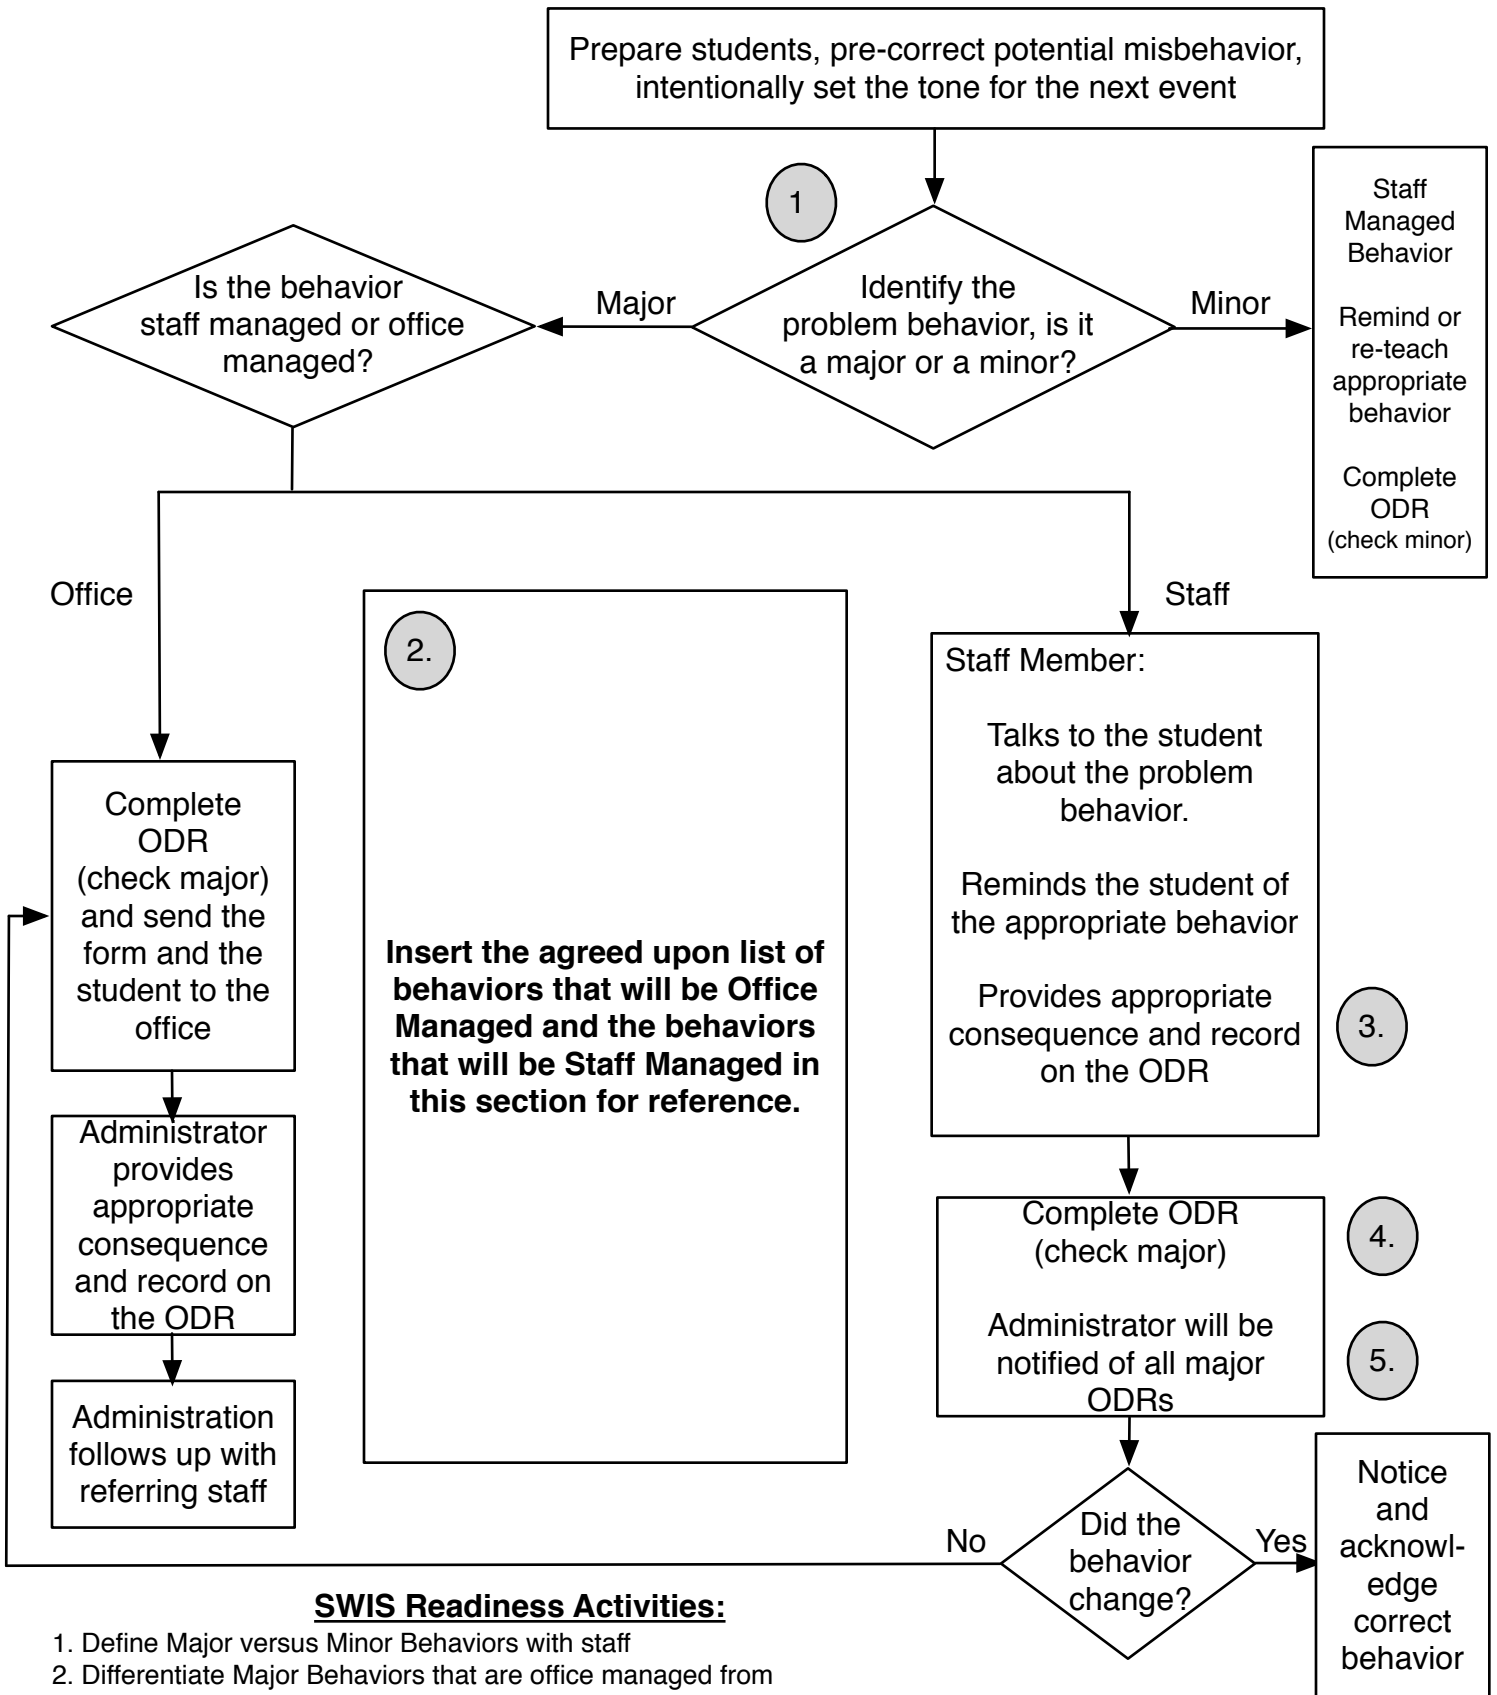 Prepare students, pre-correct potential misbehavior,
intentionally set the tone for the next event
1
Is the behavior
staff managed or office
managed?
Major
Identify the
problem behavior, is it
a major or a minor?
Minor
Staff
Managed
Behavior
Remind or
re-teach
appropriate
behavior
Complete
ODR
(check minor)
Office
Staff
2.
Insert the agreed upon list of
behaviors that will be Office
Managed and the behaviors
that will be Staff Managed in
this section for reference.
Staff Member:
Talks to the student
about the problem
behavior.
Reminds the student of
the appropriate behavior
Provides appropriate
consequence and record
on the ODR
3.
Complete
ODR
(check major)
and send the
form and the
student to the
office
Administrator
provides
appropriate
consequence
and record on
the ODR
Administration
follows up with
referring staff
Complete ODR
(check major)
Administrator will be
notified of all major
ODRs
4.
5.
No
Did the
behavior
change?
Yes
Notice
and
acknowl-
edge
correct
behavior
SWIS Readiness Activities:
1. Define Major versus Minor Behaviors with staff
2. Differentiate Major Behaviors that are office managed from